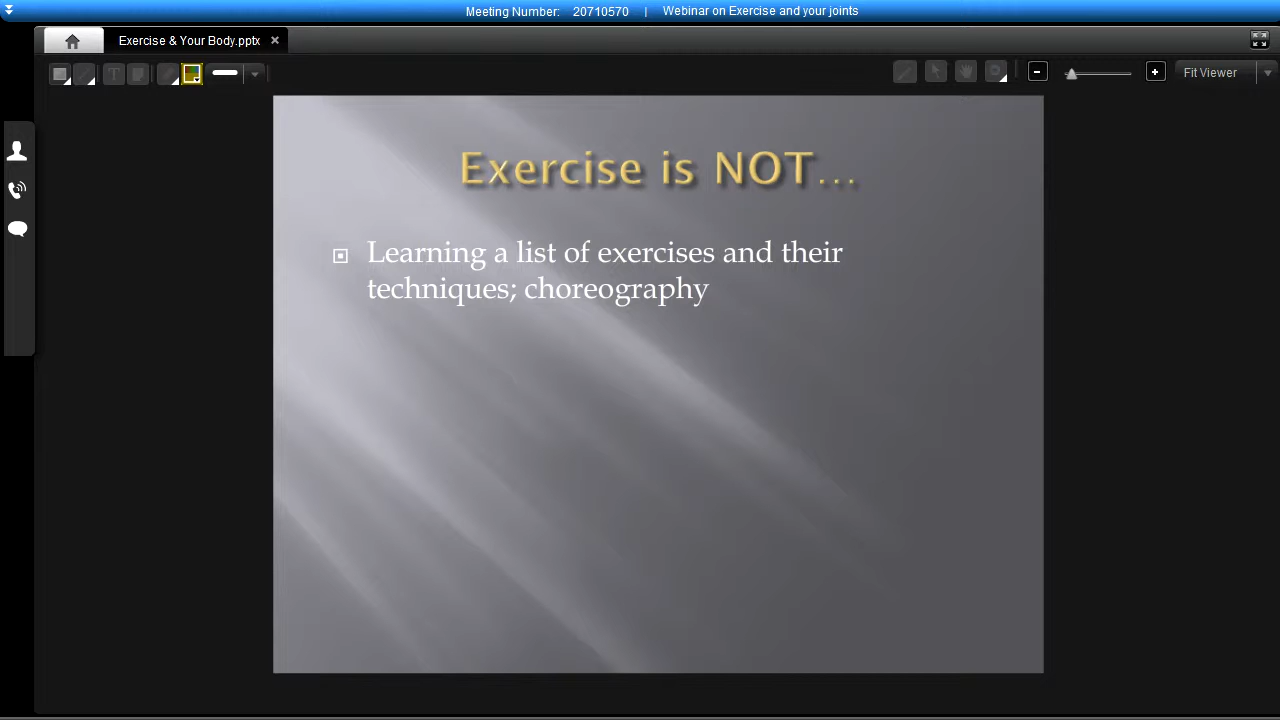 Meeting Number: 20710570 | Webinar on Exercise and your joints
Exercise & Your Body.pptx
Fit Viewer
Exercise is NOT...
Learning a list of exercises and their
techniques; choreography